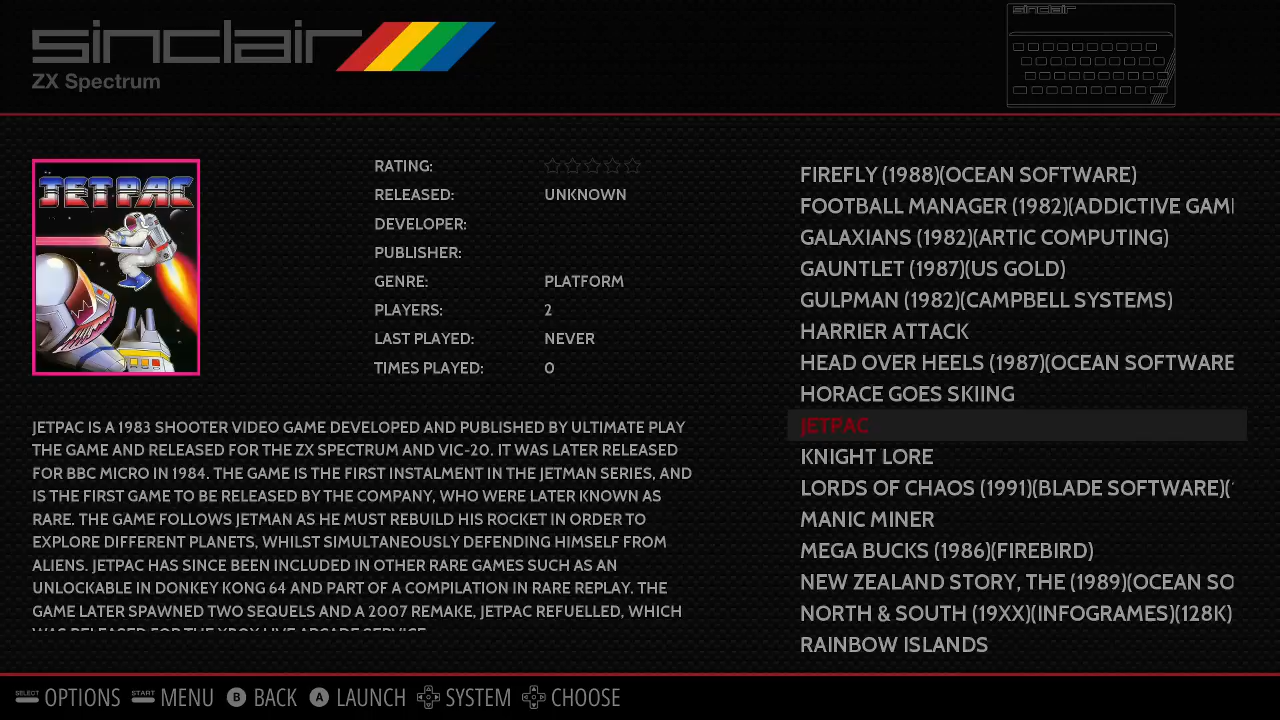 sinclair
ZX Spectrum
sinclair
JETPAC
RATING:
RELEASED: UNKNOWN
DEVELOPER:
PUBLISHER:
GENRE: PLATFORM
PLAYERS: 2
LAST PLAYED: NEVER
TIMES PLAYED: 0
JETPAC IS A 1983 SHOOTER VIDEO GAME DEVELOPED AND PUBLISHED BY ULTIMATE PLAY
THE GAME AND RELEASED FOR THE ZX SPECTRUM AND VIC-20. IT WAS LATER RELEASED
FOR BBC MICRO IN 1984. THE GAME IS THE FIRST INSTALMENT IN THE JETMAN SERIES, AND
IS THE FIRST GAME TO BE RELEASED BY THE COMPANY, WHO WERE LATER KNOWN AS
RARE. THE GAME FOLLOWS JETMAN AS HE MUST REBUILD HIS ROCKET IN ORDER TO
EXPLORE DIFFERENT PLANETS, WHILST SIMULTANEOUSLY DEFENDING HIMSELF FROM
ALIENS. JETPAC HAS SINCE BEEN INCLUDED IN OTHER RARE GAMES SUCH AS AN
UNLOCKABLE IN DONKEY KONG 64 AND PART OF A COMPILATION IN RARE REPLAY. THE
GAME LATER SPAWNED TWO SEQUELS AND A 2007 REMAKE, JETPAC REFUELLED, WHICH
WAS RELEASED FOR THE XBOX LIVE ARCADE SERVICE.
FIREFLY (1988)(OCEAN SOFTWARE)
FOOTBALL MANAGER (1982)(ADDICTIVE GAM
GALAXIANS (1982)(ARTIC COMPUTING)
GAUNTLET (1987)(US GOLD)
GULPMAN (1982)(CAMPBELL SYSTEMS)
HARRIER ATTACK
HEAD OVER HEELS (1987)(OCEAN SOFTWARE
HORACE GOES SKIING
JETPAC
KNIGHT LORE
LORDS OF CHAOS (1991)(BLADE SOFTWARE)(
MANIC MINER
MEGA BUCKS (1986)(FIREBIRD)
NEW ZEALAND STORY, THE (1989)(OCEAN SO
NORTH & SOUTH (19XX)(INFOGRAMES)(128K)
RAINBOW ISLANDS
SELECT OPTIONS START MENU B BACK A LAUNCH SYSTEM CHOOSE